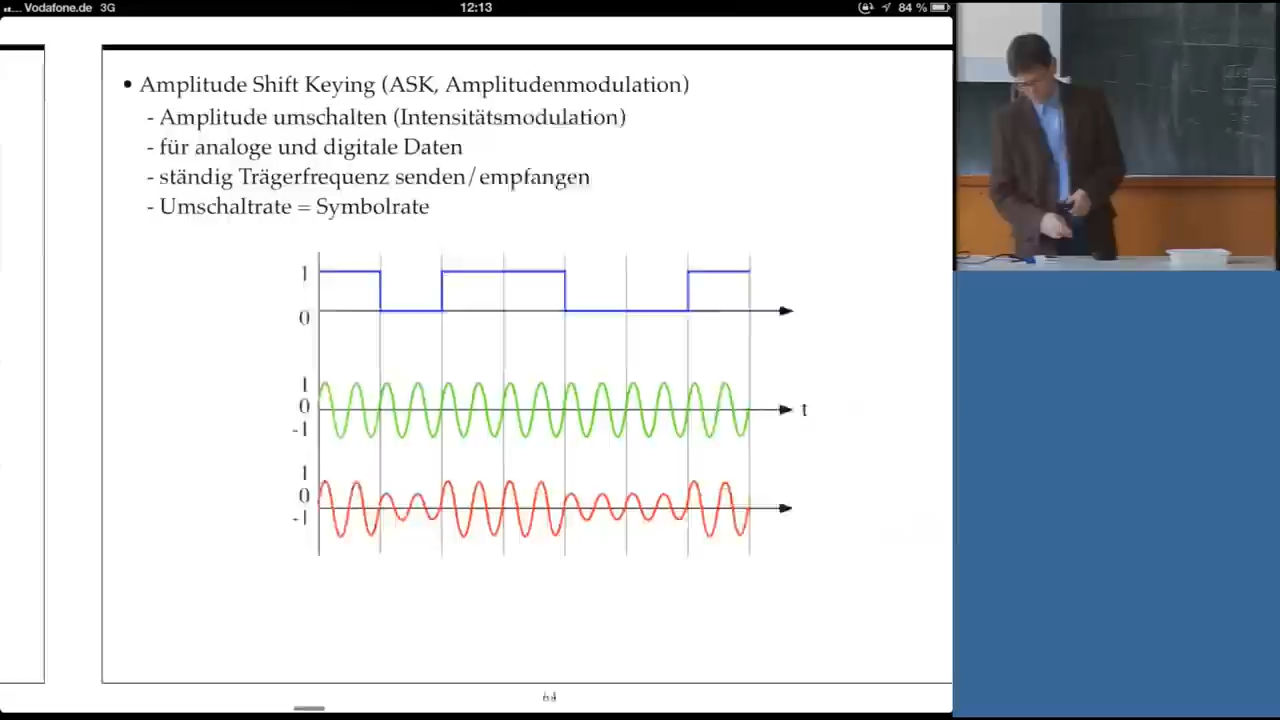 Vodafone.de 3G 12:13 84 %
• Amplitude Shift Keying (ASK, Amplitudenmodulation)
- Amplitude umschalten (Intensitätsmodulation)
- für analoge und digitale Daten
- ständig Trägerfrequenz senden/empfangen
- Umschaltrate = Symbolrate
1
0
1
0
-1
t
1
0
-1
64